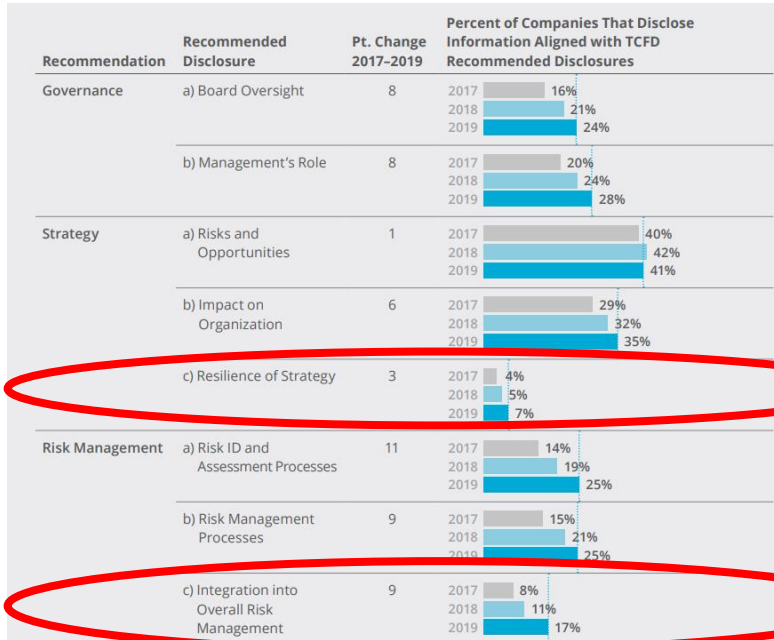 Percent of Companies That Disclose
Recommended Pt. Change Information Aligned with TCFD
Recommendation Disclosure 2017–2019 Recommended Disclosures
Governance a) Board Oversight 8 2017 16%
2018 21%
2019 24%
b) Management's Role 8 2017 20%
2018 24%
2019 28%
Strategy a) Risks and 1 2017 40%
Opportunities 2018 42%
2019 41%
b) Impact on 6 2017 29%
Organization 2018 32%
2019 35%
c) Resilience of Strategy 3 2017 4%
2018 5%
2019 7%
Risk Management a) Risk ID and 11 2017 14%
Assessment Processes 2018 19%
2019 25%
b) Risk Management 9 2017 15%
Processes 2018 21%
2019 25%
c) Integration into 9 2017 8%
Overall Risk 2018 11%
Management 2019 17%